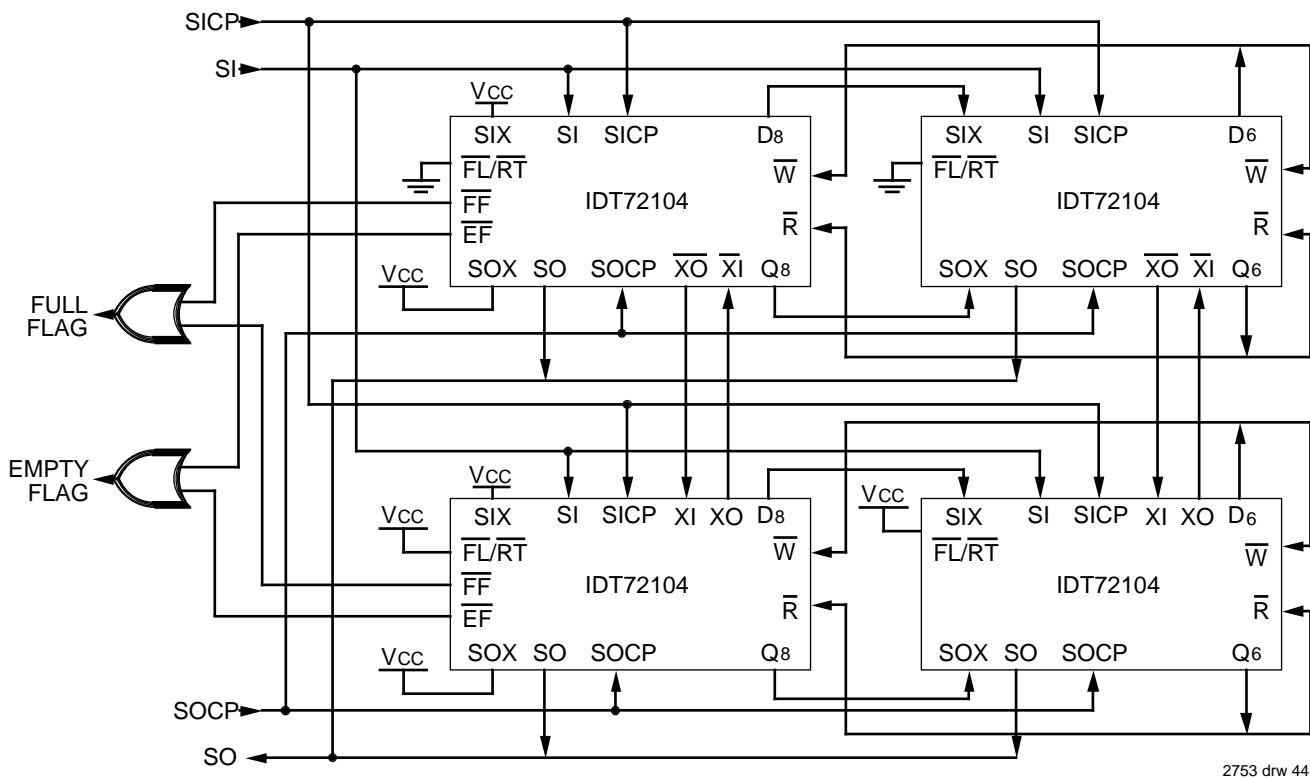 SICP
SI
VCC
SIX SI SICP D8
FL/RT
W
FF
IDT72104
EF
R
SOX SO SOCP XO XI Q8
VCC
SIX SI SICP D6
FL/RT
W
IDT72104
R
SOX SO SOCP XO XI Q6
FULL
FLAG
EMPTY
FLAG
VCC
SIX SI SICP XI XO D8
VCC
FL/RT
W
FF
IDT72104
EF
R
SOX SO SOCP Q8
VCC
VCC
SIX SI SICP XI XO D6
FL/RT
W
IDT72104
R
SOX SO SOCP Q6
SOCP
SO
2753 drw 44